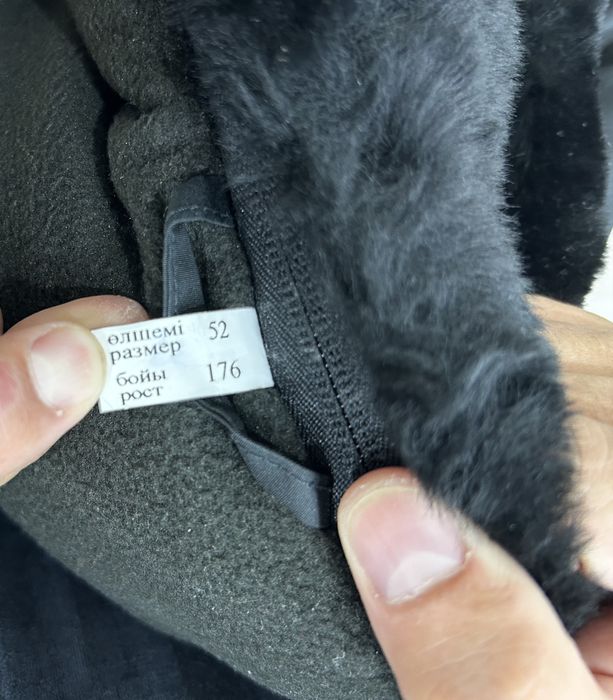 өлшемі 52
размер
бойы 176
рост